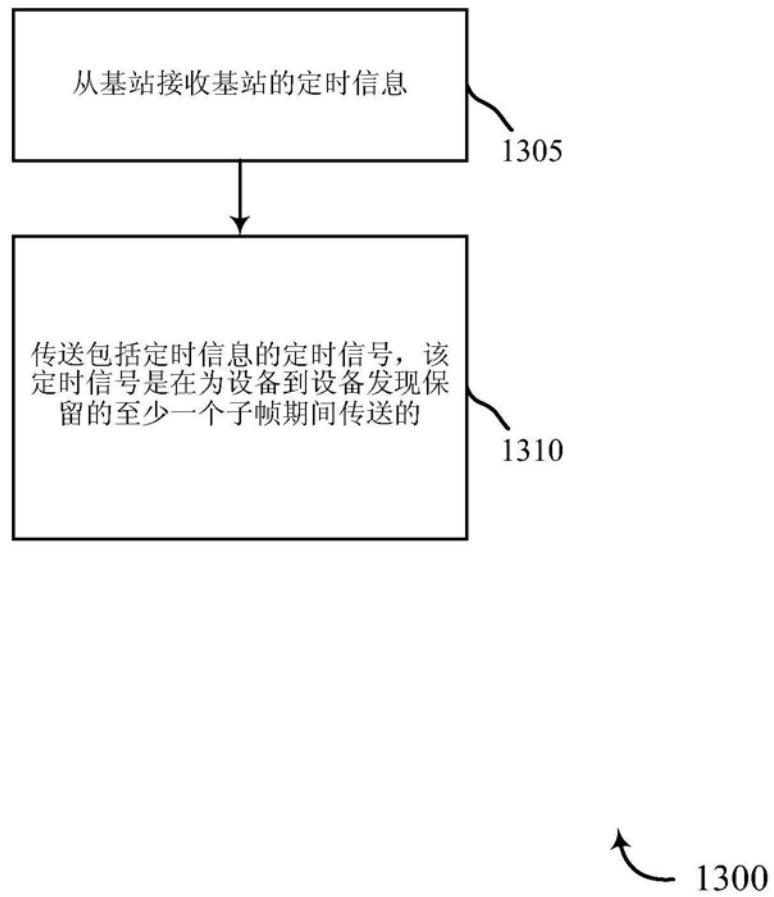 从基站接收基站的定时信息
1305
传送包括定时信息的定时信号，该
定时信号是在为设备到设备发现保
留的至少一个子帧期间传送的
1310
1300